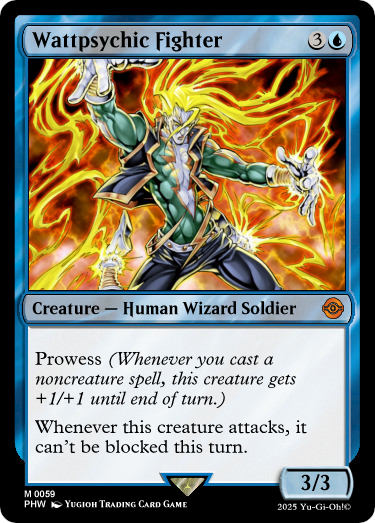 Wattpsychic Fighter 3
Creature — Human Wizard Soldier
Prowess (Whenever you cast a
noncreature spell, this creature gets
+1/+1 until end of turn.)
Whenever this creature attacks, it
can't be blocked this turn.
3/3
M 0059
PHW Yugioh Trading Card Game
2025 Yu-Gi-Oh!©